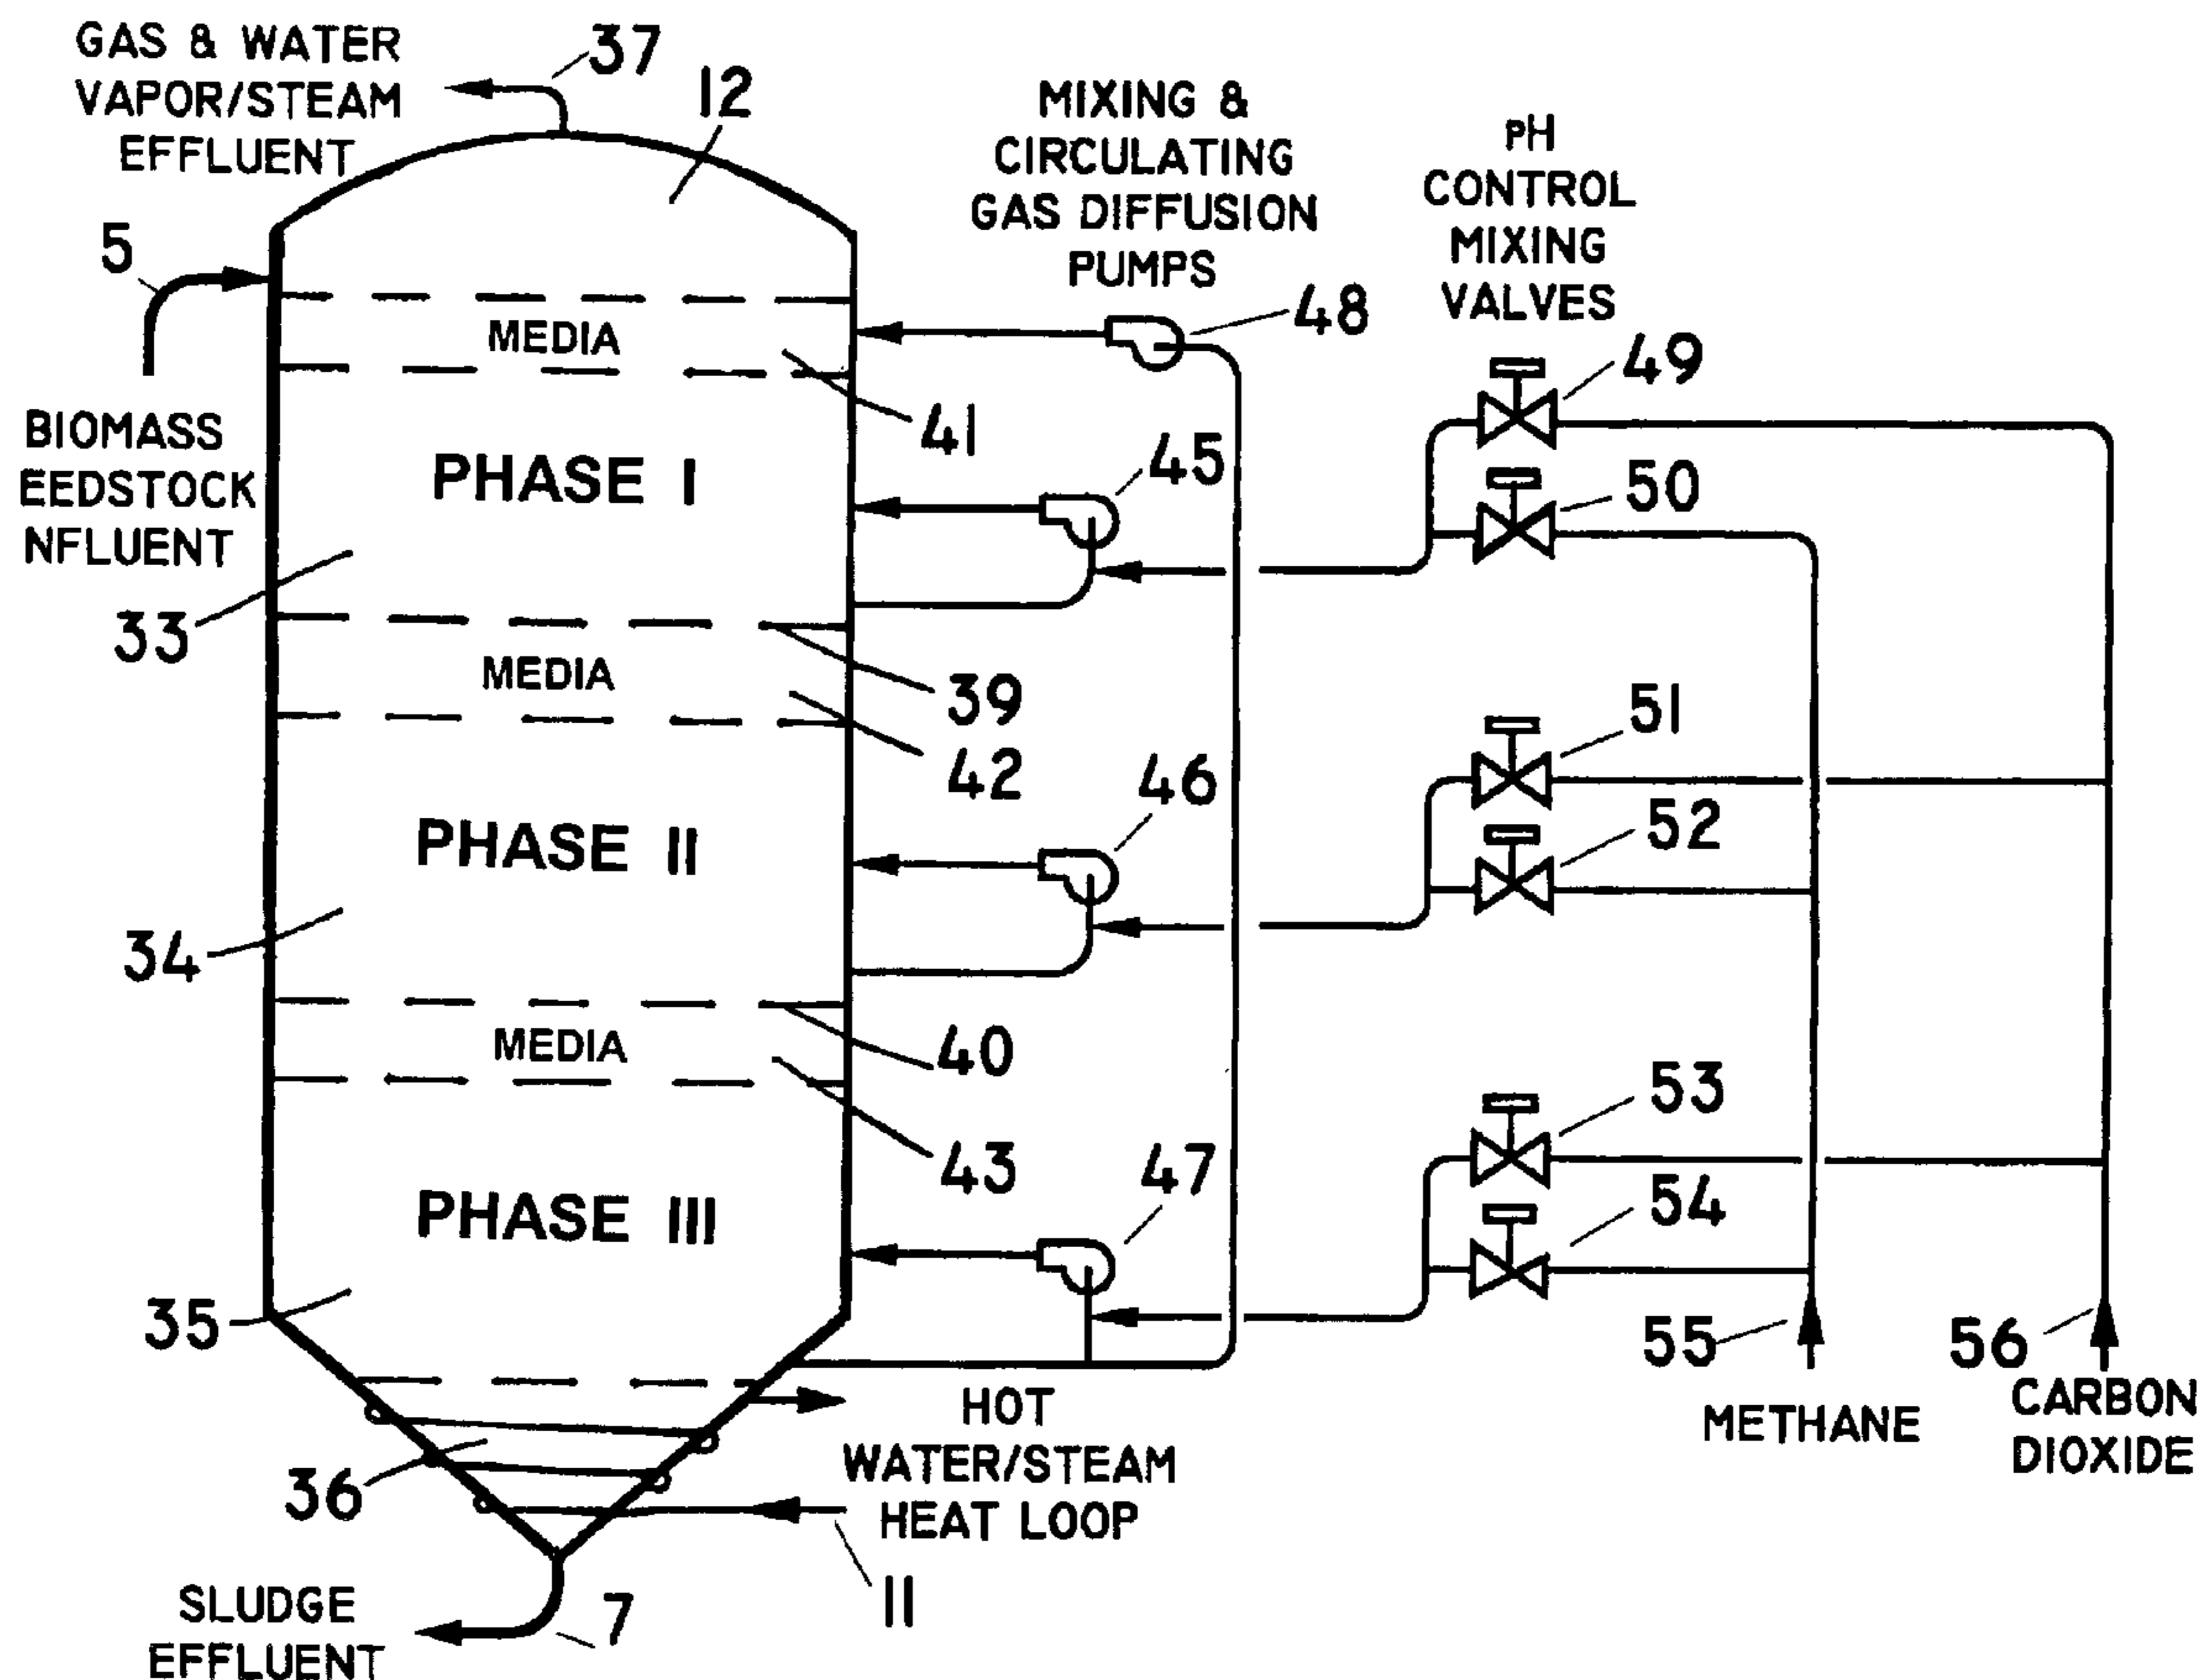 GAS & WATER
VAPOR/STEAM
EFFLUENT
37
12
MIXING &
CIRCULATING
GAS DIFFUSION
PUMPS
pH
CONTROL
MIXING
VALVES
5
MEDIA
48
49
BIOMASS
EEDSTOCK
NFLUENT
41
PHASE I
45
50
33
MEDIA
39
42
51
46
52
PHASE II
34
MEDIA
40
53
43
47
54
PHASE III
35
55
56
HOT
WATER/STEAM
HEAT LOOP
METHANE
CARBON
DIOXIDE
36
11
SLUDGE
EFFLUENT
7